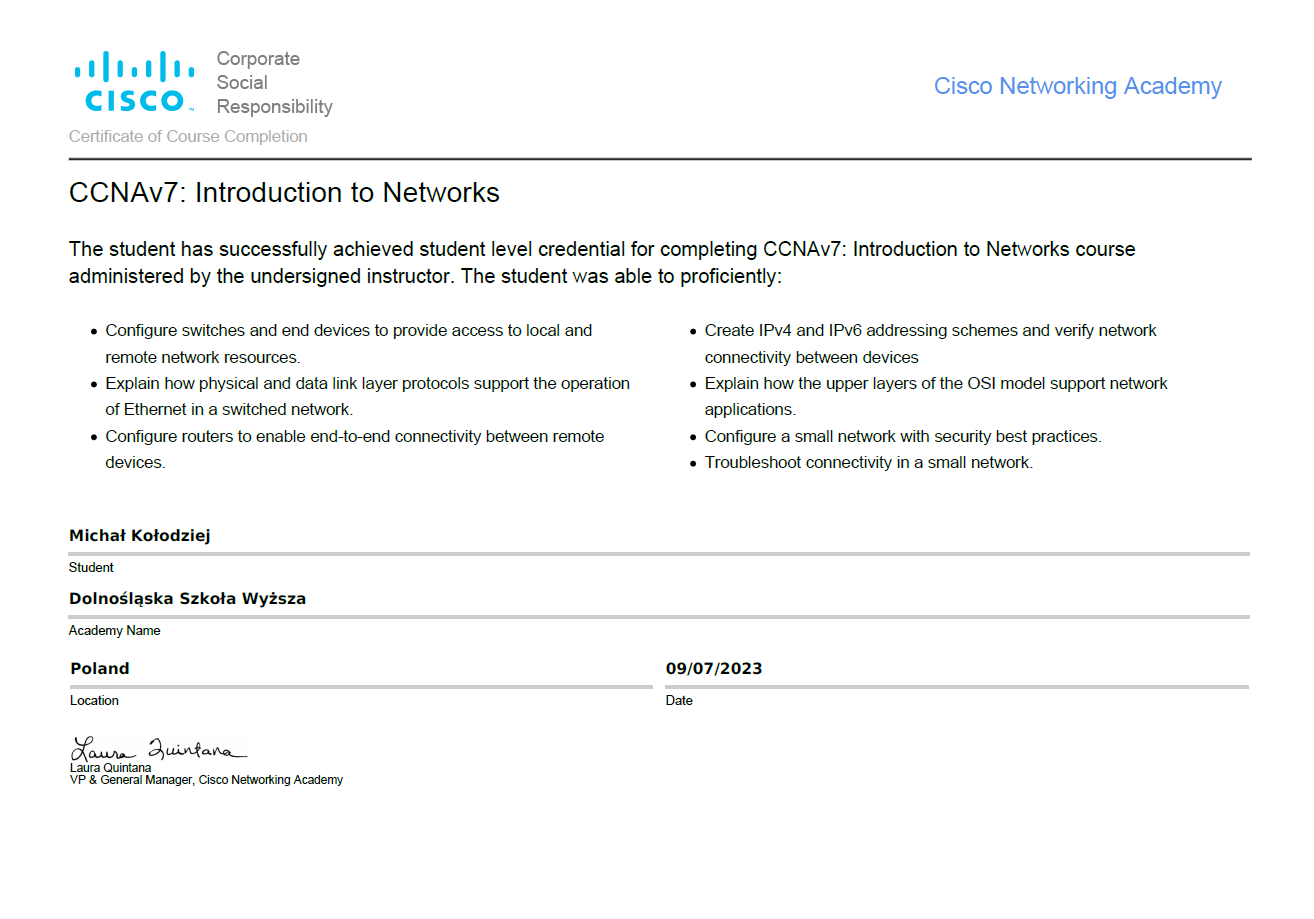 CISCO
Corporate
Social
Responsibility
Cisco Networking Academy
Certificate of Course Completion
CCNAv7: Introduction to Networks
The student has successfully achieved student level credential for completing CCNAv7: Introduction to Networks course
administered by the undersigned instructor. The student was able to proficiently:
• Configure switches and end devices to provide access to local and
remote network resources.
• Explain how physical and data link layer protocols support the operation
of Ethernet in a switched network.
• Configure routers to enable end-to-end connectivity between remote
devices.
• Create IPv4 and IPv6 addressing schemes and verify network
connectivity between devices
• Explain how the upper layers of the OSI model support network
applications.
• Configure a small network with security best practices.
• Troubleshoot connectivity in a small network.
Michał Kołodziej
Student
Dolnośląska Szkoła Wyższa
Academy Name
Poland
Location
09/07/2023
Date
Laura Quintana
Laura Quintana
VP & General Manager, Cisco Networking Academy